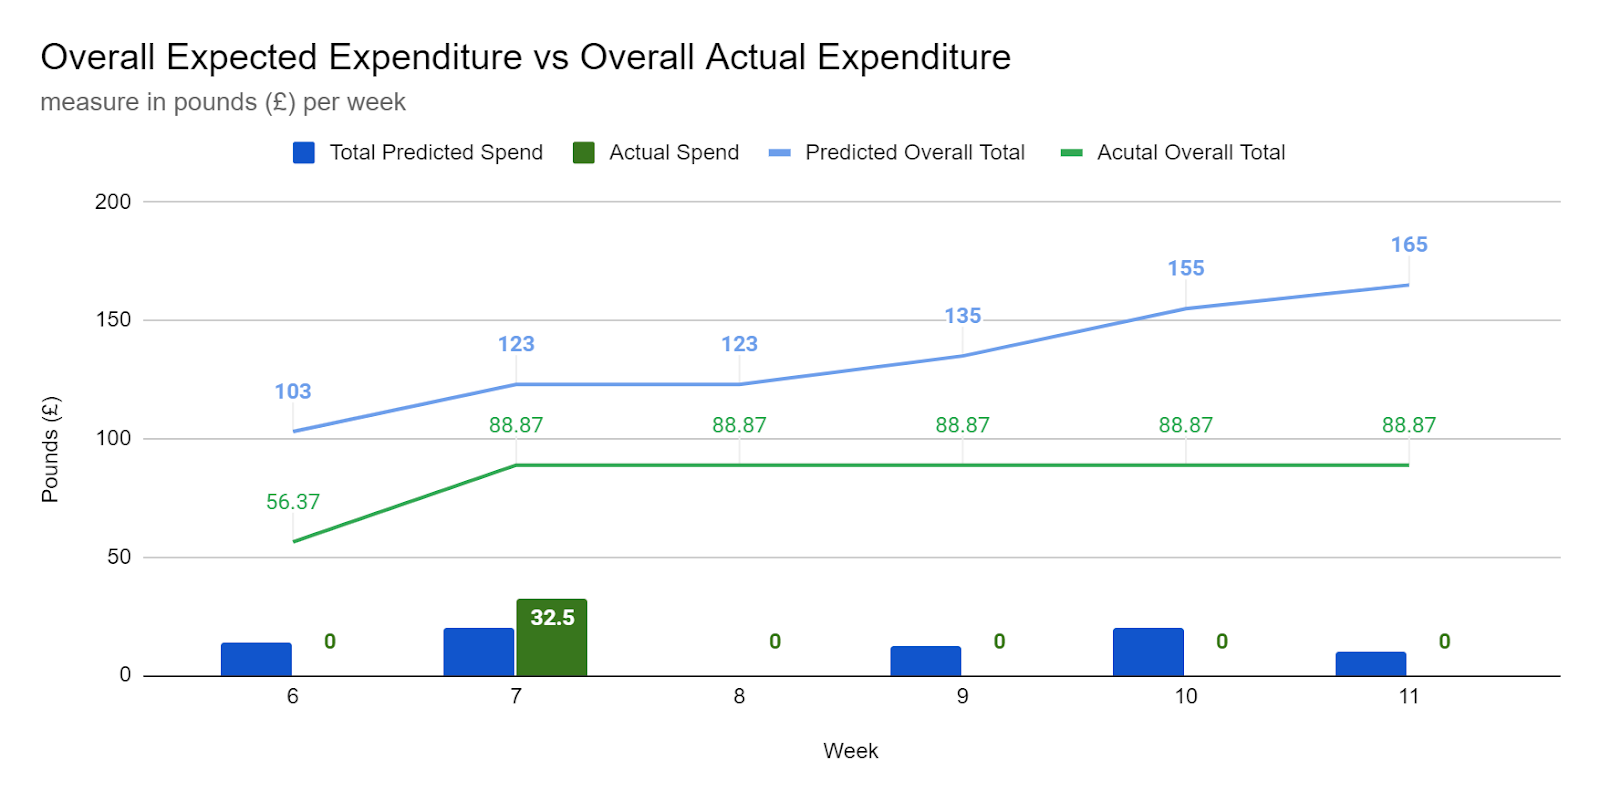 Overall Expected Expenditure vs Overall Actual Expenditure
measure in pounds (£) per week
Total Predicted Spend Actual Spend Predicted Overall Total Acutal Overall Total
200
165
155
150
135
123 123
103
100
88.87 88.87 88.87 88.87 88.87
56.37
50
32.5
0 0 0 0 0
0
6 7 8 9 10 11
Pounds (£)
Week